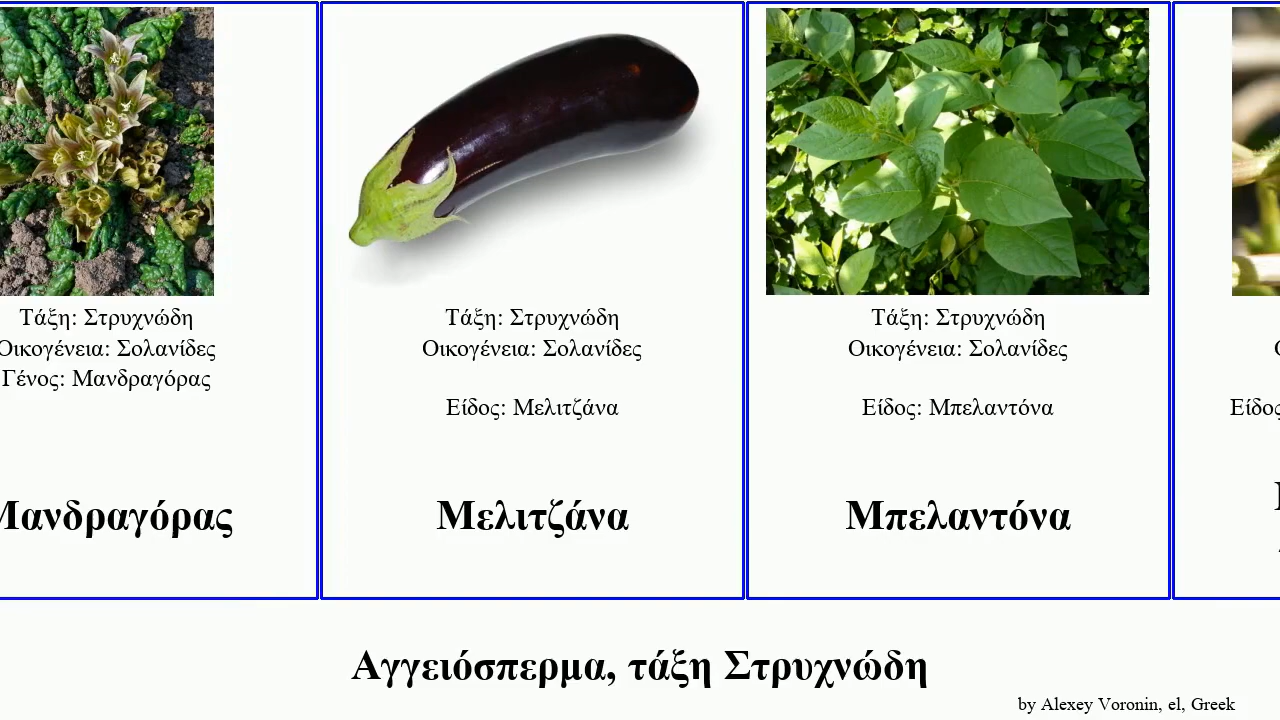 Τάξη: Στρυχνώδη
Οικογένεια: Σολανίδες
Γένος: Μανδραγόρας
Μανδραγόρας
Τάξη: Στρυχνώδη
Οικογένεια: Σολανίδες
Είδος: Μελιτζάνα
Μελιτζάνα
Τάξη: Στρυχνώδη
Οικογένεια: Σολανίδες
Είδος: Μπελαντόνα
Μπελαντόνα
Είδος
Αγγειόσπερμα, τάξη Στρυχνώδη
by Alexey Voronin, el, Greek